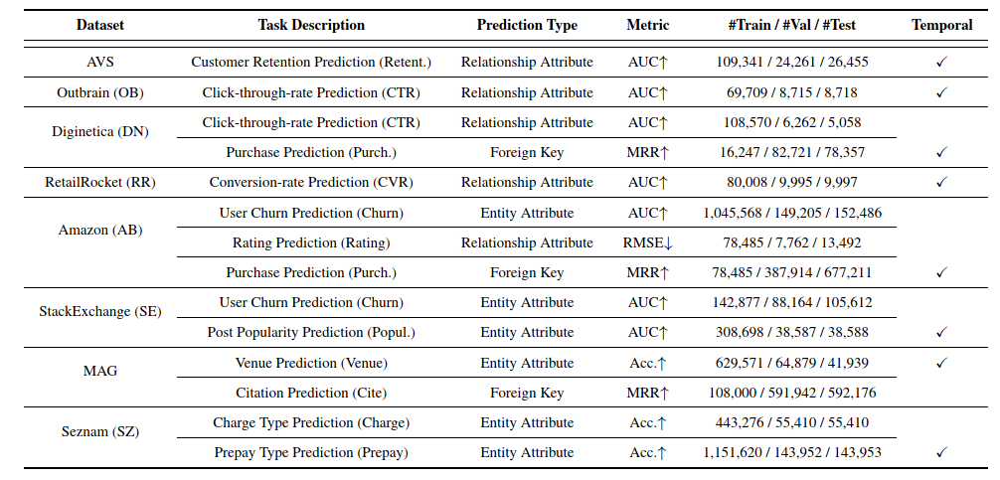 Dataset Task Description Prediction Type Metric #Train / #Val / #Test Temporal
AVS Customer Retention Prediction (Retent.) Relationship Attribute AUC↑ 109,341 / 24,261 / 26,455 ✓
Outbrain (OB) Click-through-rate Prediction (CTR) Relationship Attribute AUC↑ 69,709 / 8,715 / 8,718 ✓
Diginetica (DN) Click-through-rate Prediction (CTR) Relationship Attribute AUC↑ 108,570 / 6,262 / 5,058
Purchase Prediction (Purch.) Foreign Key MRR↑ 16,247 / 82,721 / 78,357 ✓
RetailRocket (RR) Conversion-rate Prediction (CVR) Relationship Attribute AUC↑ 80,008 / 9,995 / 9,997 ✓
Amazon (AB) User Churn Prediction (Churn) Entity Attribute AUC↑ 1,045,568 / 149,205 / 152,486
Rating Prediction (Rating) Relationship Attribute RMSE↓ 78,485 / 7,762 / 13,492
Purchase Prediction (Purch.) Foreign Key MRR↑ 78,485 / 387,914 / 677,211 ✓
StackExchange (SE) User Churn Prediction (Churn) Entity Attribute AUC↑ 142,877 / 88,164 / 105,612
Post Popularity Prediction (Popul.) Entity Attribute AUC↑ 308,698 / 38,587 / 38,588 ✓
MAG Venue Prediction (Venue) Entity Attribute Acc.↑ 629,571 / 64,879 / 41,939 ✓
Citation Prediction (Cite) Foreign Key MRR↑ 108,000 / 591,942 / 592,176
Seznam (SZ) Charge Type Prediction (Charge) Entity Attribute Acc.↑ 443,276 / 55,410 / 55,410
Prepay Type Prediction (Prepay) Entity Attribute Acc.↑ 1,151,620 / 143,952 / 143,953 ✓